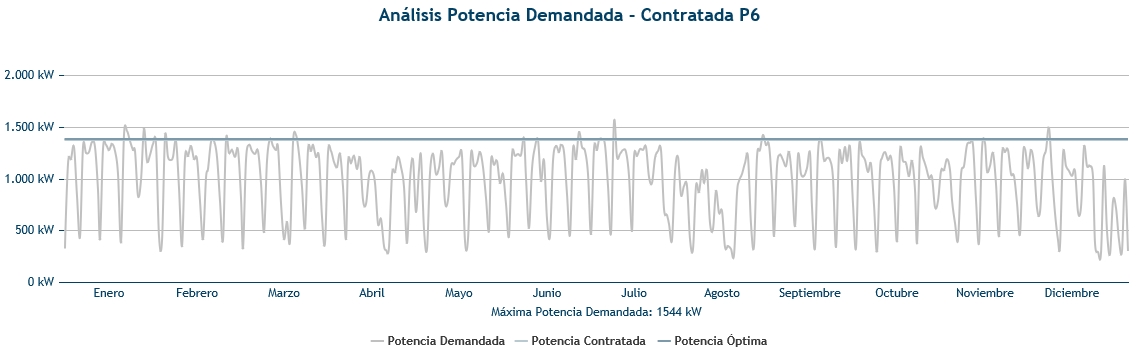 Análisis Potencia Demandada - Contratada P6
2.000 kW
1.500 kW
1.000 kW
500 kW
0 kW
Enero Febrero Marzo Abril Mayo Junio Julio Agosto Septiembre Octubre Noviembre Diciembre
Máxima Potencia Demandada: 1544 kW
Potencia Demandada Potencia Contratada Potencia Óptima